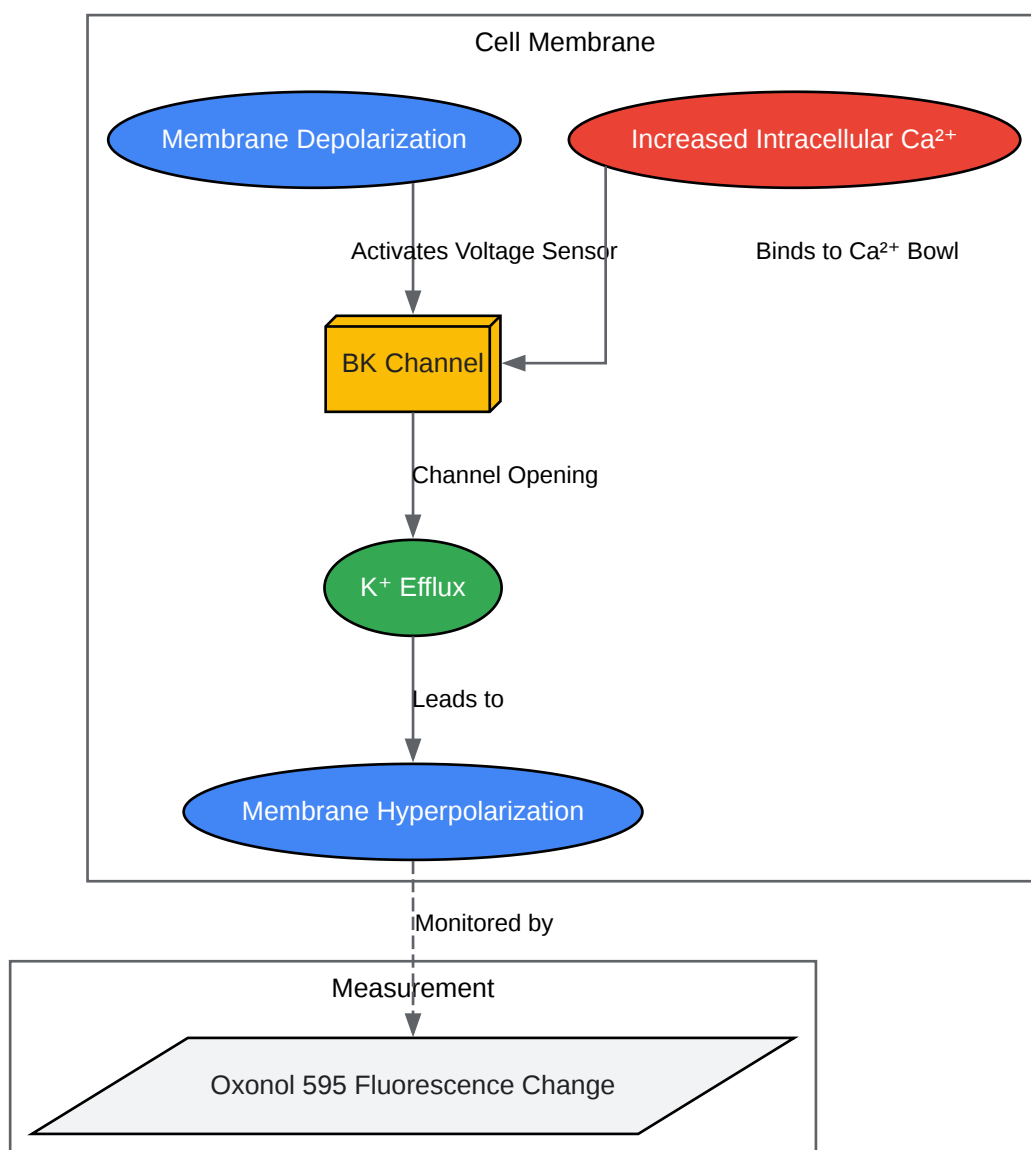 Cell Membrane
Membrane Depolarization
Increased Intracellular Ca²⁺
Activates Voltage Sensor
Binds to Ca²⁺ Bowl
BK Channel
Channel Opening
K⁺ Efflux
Leads to
Membrane Hyperpolarization
Monitored by
Measurement
Oxonol 595 Fluorescence Change